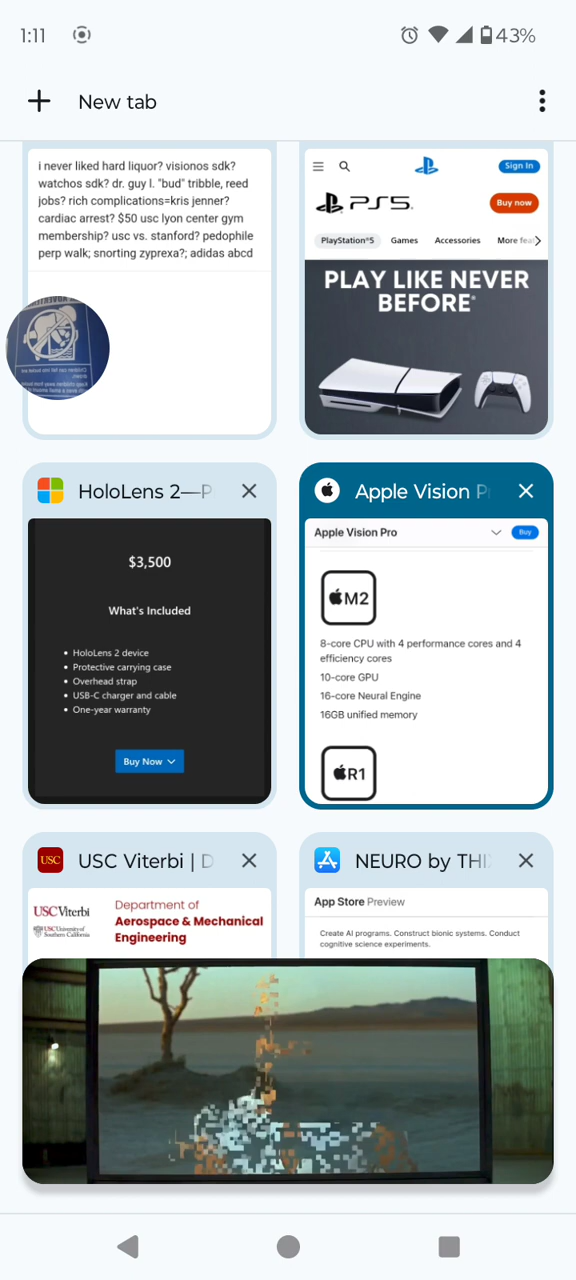 1:11
43%
New tab
i never liked hard liquor? visionos sdk?
watchos sdk? dr. guy l. "bud" tribble, reed
jobs? rich complications=kris jenner?
cardiac arrest? $50 usc lyon center gym
membership? usc vs. stanford? pedophile
perp walk; snorting zyprexa?; adidas abcd
Sign In
PS5
Buy now
PlayStation®5 Games Accessories More feat
PLAY LIKE NEVER
BEFORE
HoloLens 2—P
$3,500
What's Included
HoloLens 2 device
Protective carrying case
Overhead strap
USB-C charger and cable
One-year warranty
Buy Now
Apple Vision P
Apple Vision Pro
Buy
M2
8-core CPU with 4 performance cores and 4
efficiency cores
10-core GPU
16-core Neural Engine
16GB unified memory
R1
USC
USC Viterbi | D
USCViterbi
USC University of
Southern California
Department of
Aerospace & Mechanical
Engineering
NEURO by THI
App Store Preview
Create AI programs. Construct bionic systems. Conduct
cognitive science experiments.